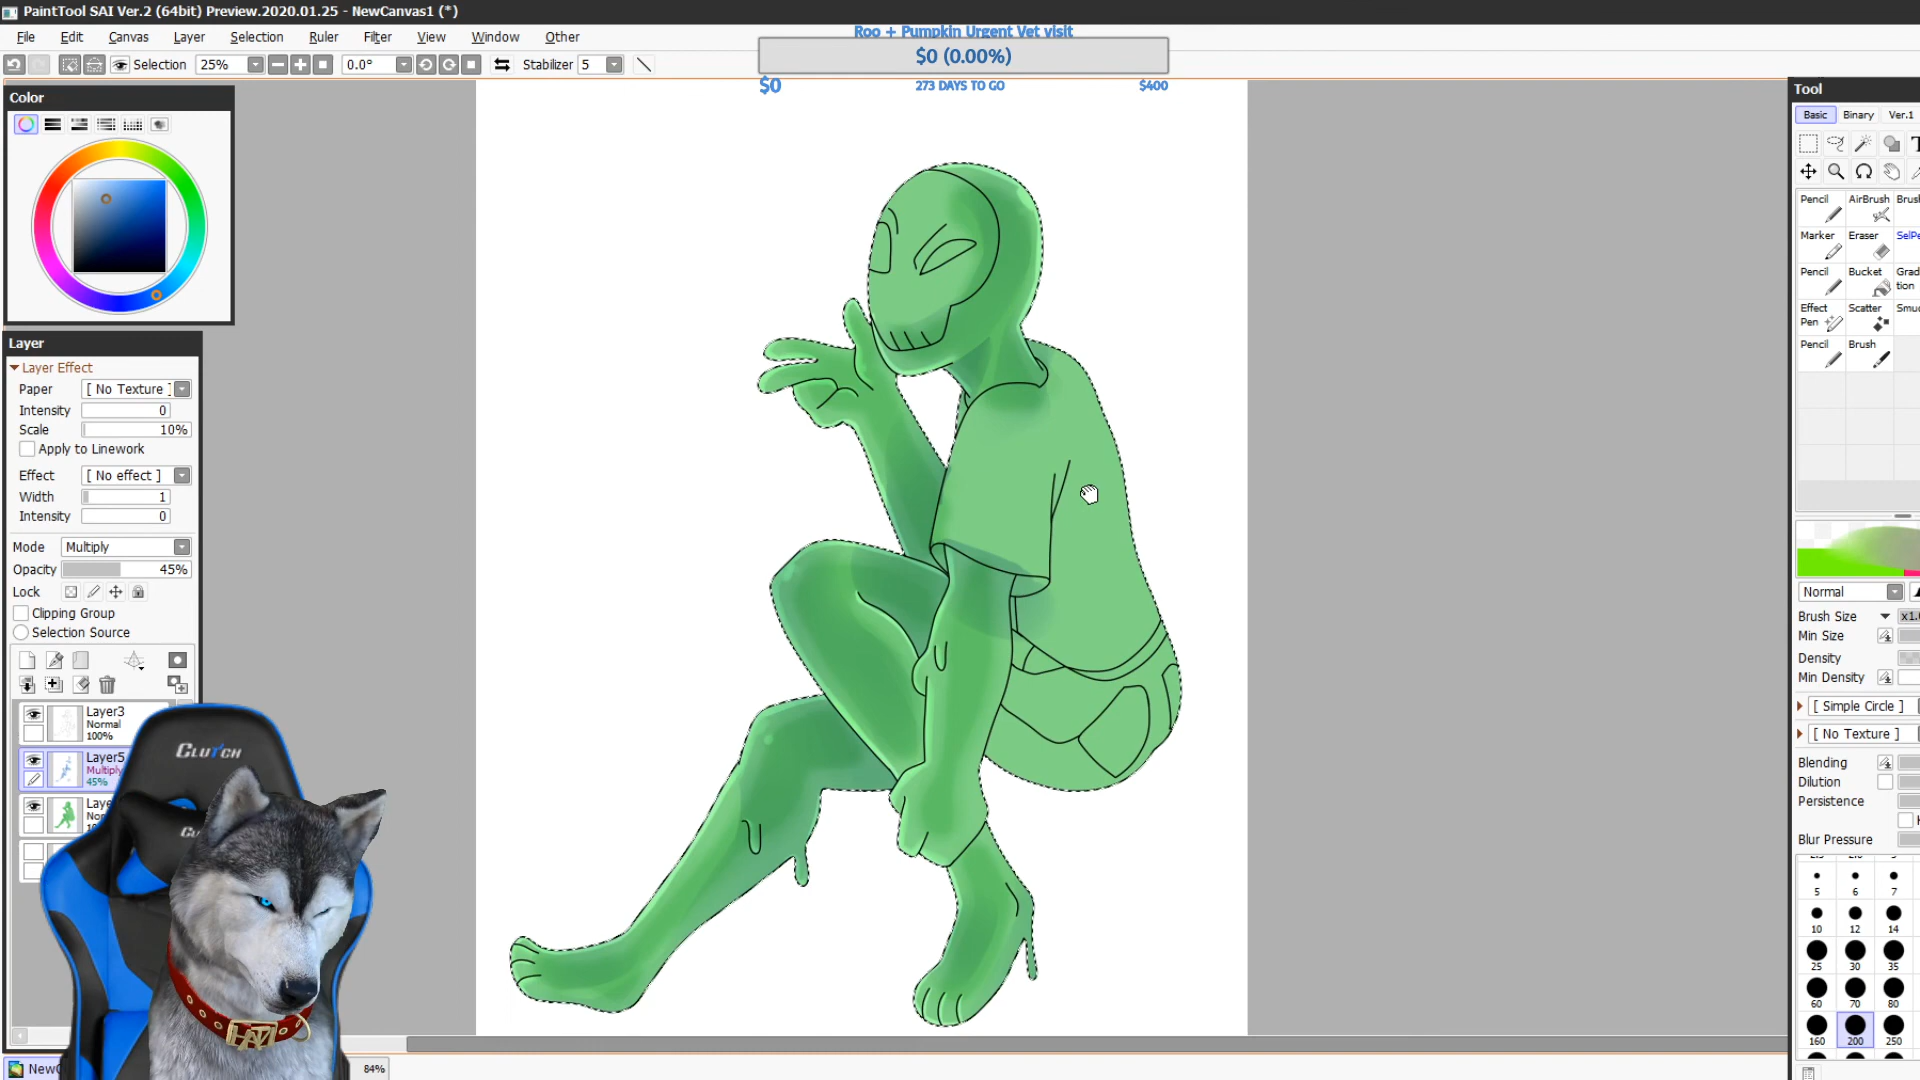 PaintTool SAI Ver.2 (64bit) Preview.2020.01.25 - NewCanvas1 (*)
File Edit Canvas Layer Selection Ruler Filter View Window Other
Roo + Pumpkin Urgent Vet visit
$0 (0.00%)
$0 273 DAYS TO GO $400
Selection 25% 0.0° Stabilizer 5
Color
Layer
Layer Effect
Paper [ No Texture ]
Intensity 0
Scale 10%
Apply to Linework
Effect [ No effect ]
Width 1
Intensity 0
Mode Multiply
Opacity 45%
Lock
Clipping Group
Selection Source
Layer3
Normal
100%
Layer5
Multiply
45%
CLUTCH
84%
Tool
Basic Binary Ver.1
Pencil AirBrush
Marker Eraser
Pencil Bucket
Effect Pen Scatter
Pencil Brush
Normal
Brush Size
Min Size
Density
Min Density
[ Simple Circle ]
[ No Texture ]
Blending
Dilution
Persistence
Blur Pressure
5 6 7
10 12 14
25 30 35
60 70 80
160 200 250